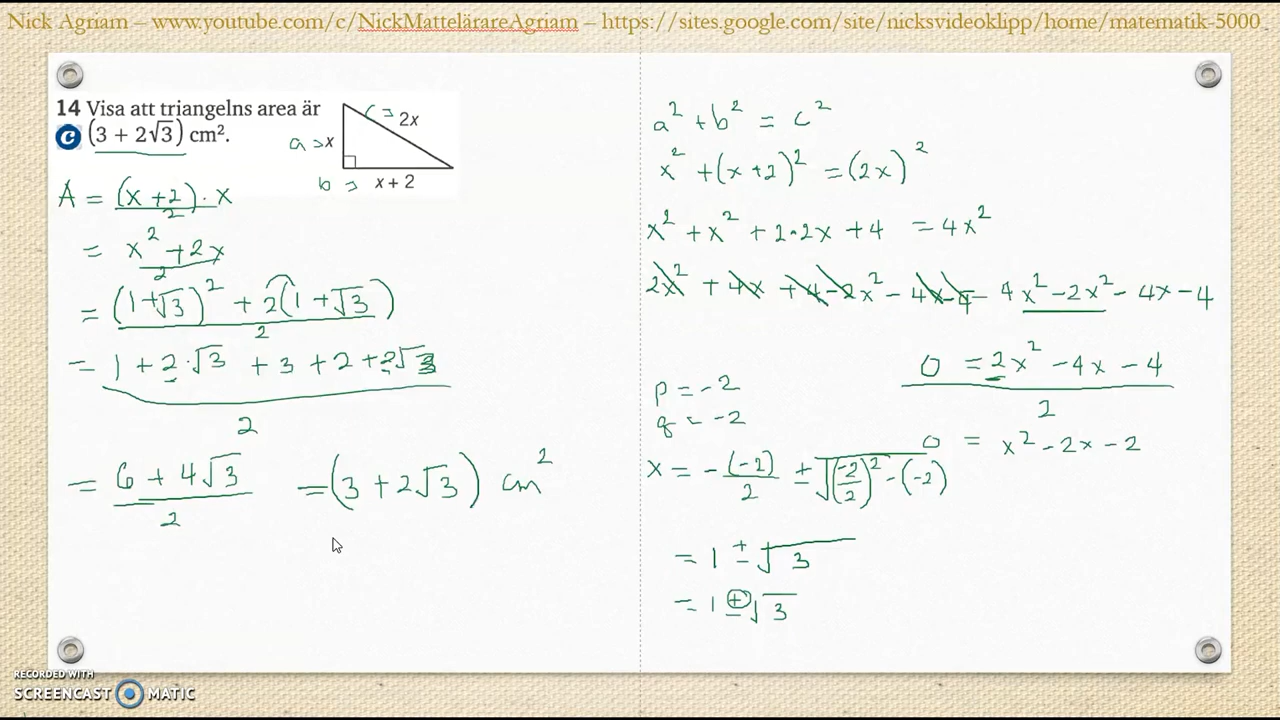 Nick Agriam – www.youtube.com/c/NickMattelärareAgriam – https://sites.google.com/site/nicksvideoklipp/home/matematik-5000
14 Visa att triangelns area är
C (3 + 2√3) cm².
c = 2x
a = x
b = x + 2
A = (x+2)·x / 2
= x² + 2x / 2
= (1+√3)² + 2(1+√3) / 2
= 1 + 2·√3 + 3 + 2 + 2√3 / 2
= 6 + 4√3 / 2 = (3 + 2√3) cm²
a² + b² = c²
x² + (x+2)² = (2x)²
x² + x² + 2·2x + 4 = 4x²
2x² + 4x + 4 - 2x² - 4x - 4 = 4x² - 2x² - 4x - 4
0 = 2x² - 4x - 4 / 2
p = -2
q = -2
0 = x² - 2x - 2
x = - (-2)/2 ± √(-2/2)² - (-2)
= 1 ± √3
= 1 ± √3
RECORDED WITH
SCREENCAST MATIC